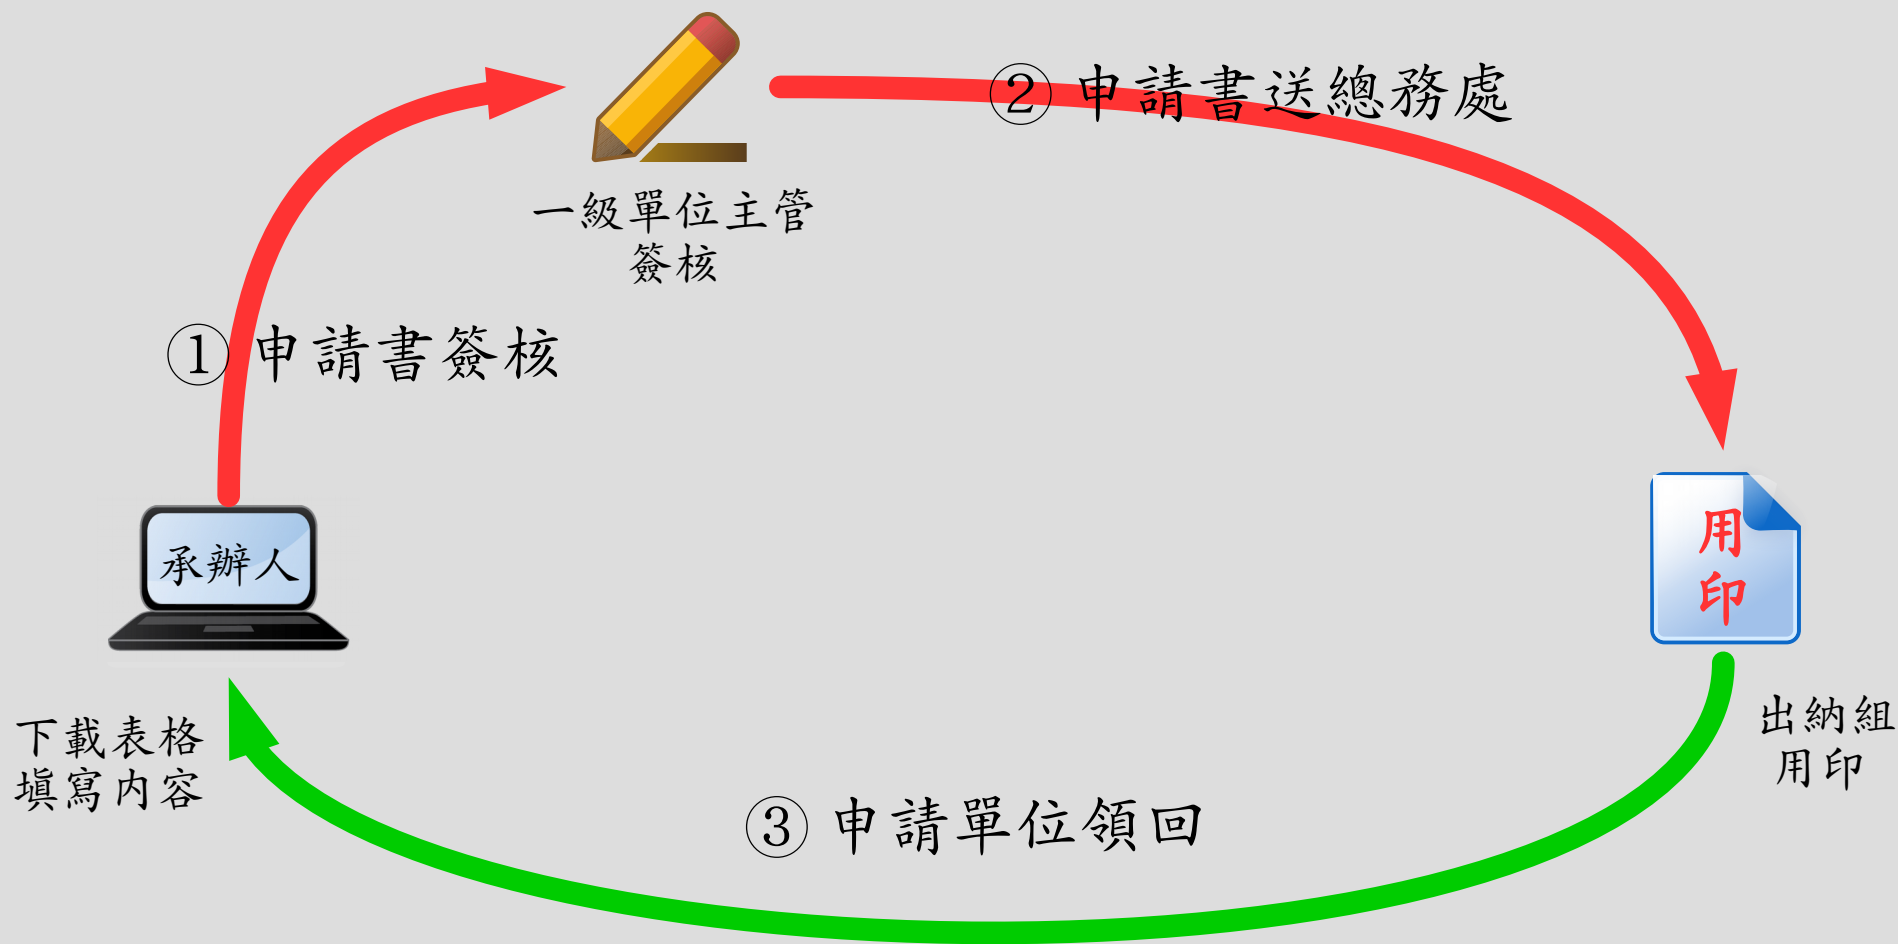 ② 申請書送總務處
一級單位主管
簽核
① 申請書簽核
承辦人
用
印
下載表格
填寫內容
出納組
用印
③ 申請單位領回